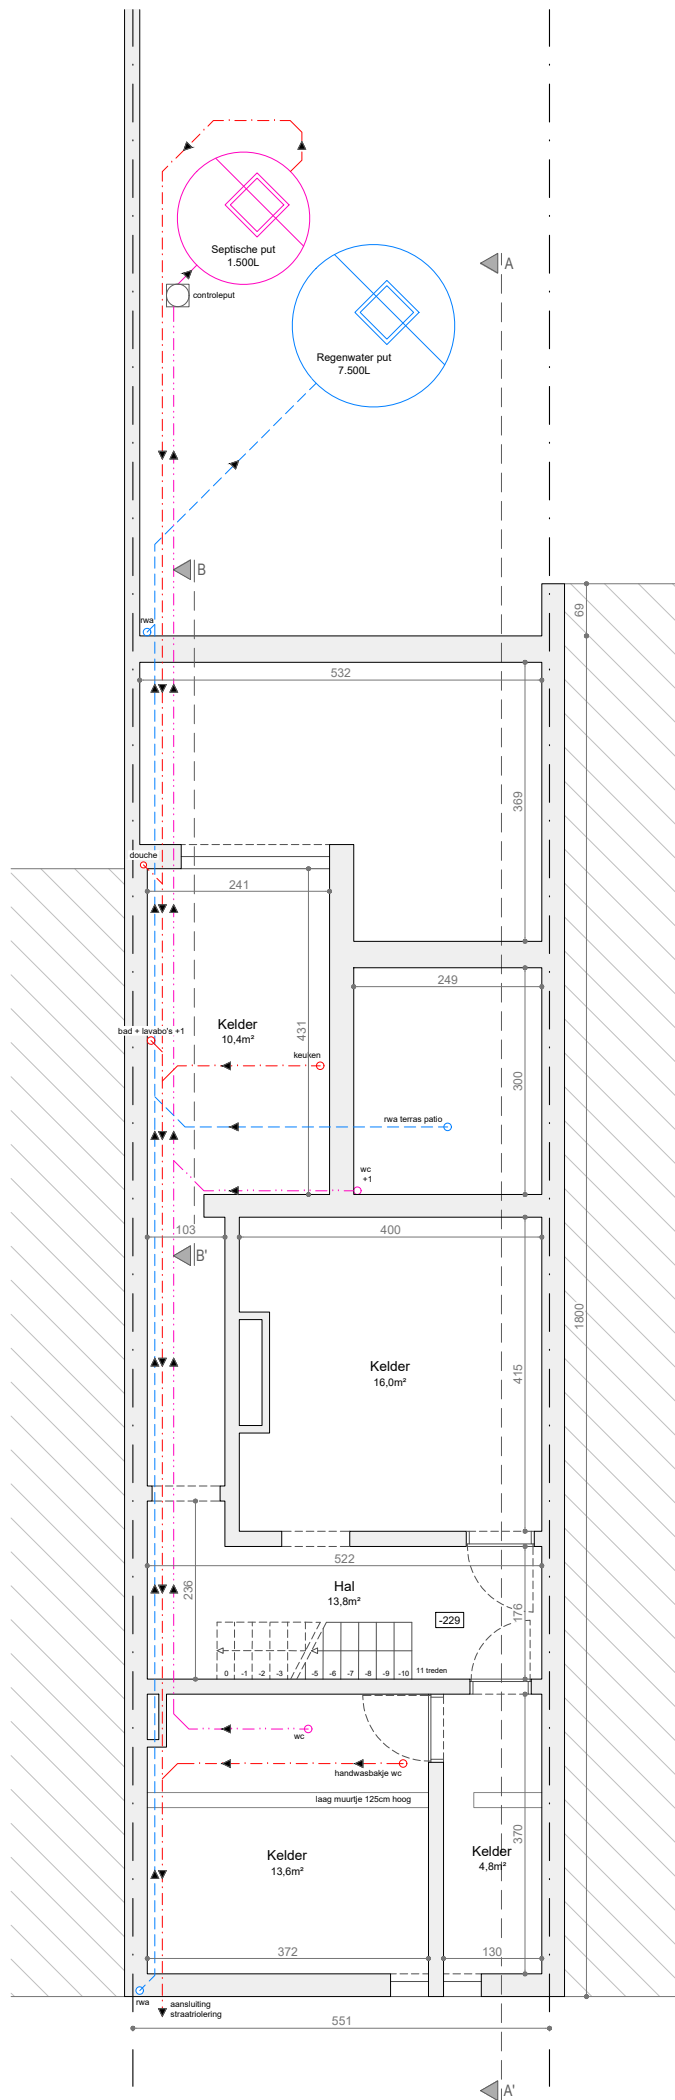 Septische put
1.500L
A
controleput
Regenwater put
7.500L
B
rwa
69
532
369
douche
241
249
Kelder
10,4m²
431
bad + lavabo's +1
keuken
300
rwa terras patio
wc
+1
103
400
B'
1800
Kelder
16,0m²
415
522
236
Hal
13,8m²
176
-229
0 -1 -2 -3 -5 -6 -7 -8 -9 -10 11 treden
wc
handwasbakje wc
laag muurtje 125cm hoog
370
Kelder
13,6m²
Kelder
4,8m²
372
130
rwa
aansluiting
straatriolering
551
A'